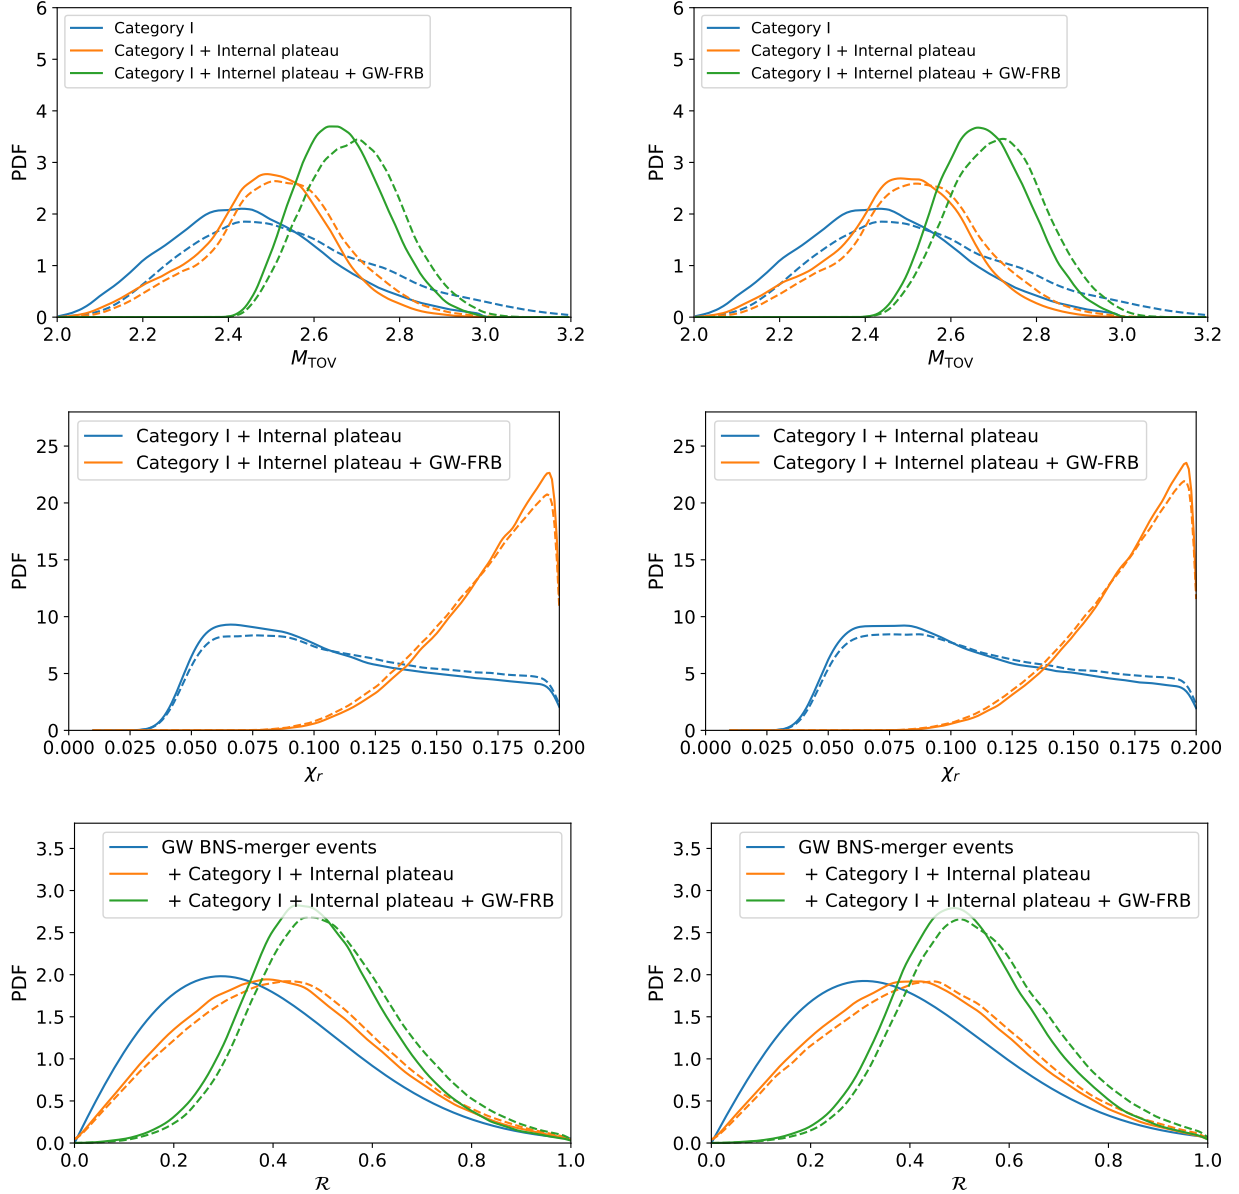 6
5
4
3
2
1
0
PDF
Category I
Category I + Internal plateau
Category I + Internel plateau + GW-FRB
2.0 2.2 2.4 2.6 2.8 3.0 3.2
M_TOV
6
5
4
3
2
1
0
PDF
Category I
Category I + Internal plateau
Category I + Internel plateau + GW-FRB
2.0 2.2 2.4 2.6 2.8 3.0 3.2
M_TOV
25
20
15
10
5
0
PDF
Category I + Internal plateau
Category I + Internel plateau + GW-FRB
0.000 0.025 0.050 0.075 0.100 0.125 0.150 0.175 0.200
χ_r
25
20
15
10
5
0
PDF
Category I + Internal plateau
Category I + Internel plateau + GW-FRB
0.000 0.025 0.050 0.075 0.100 0.125 0.150 0.175 0.200
χ_r
3.5
3.0
2.5
2.0
1.5
1.0
0.5
0.0
PDF
GW BNS-merger events
+ Category I + Internal plateau
+ Category I + Internal plateau + GW-FRB
0.0 0.2 0.4 0.6 0.8 1.0
ℛ
3.5
3.0
2.5
2.0
1.5
1.0
0.5
0.0
PDF
GW BNS-merger events
+ Category I + Internal plateau
+ Category I + Internal plateau + GW-FRB
0.0 0.2 0.4 0.6 0.8 1.0
ℛ